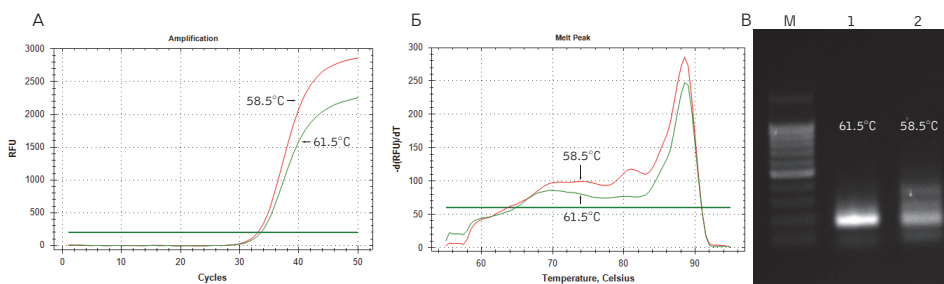 А
Amplification
RFU
3000
2500
2000
1500
1000
500
0
58.5°C
61.5°C
0
10
20
30
40
50
Cycles
Б
Melt Peak
-d(RFU)/dT
350
300
250
200
150
100
50
0
58.5°C
61.5°C
60
70
80
90
Temperature, Celsius
В
М 1 2
61.5°C 58.5°C